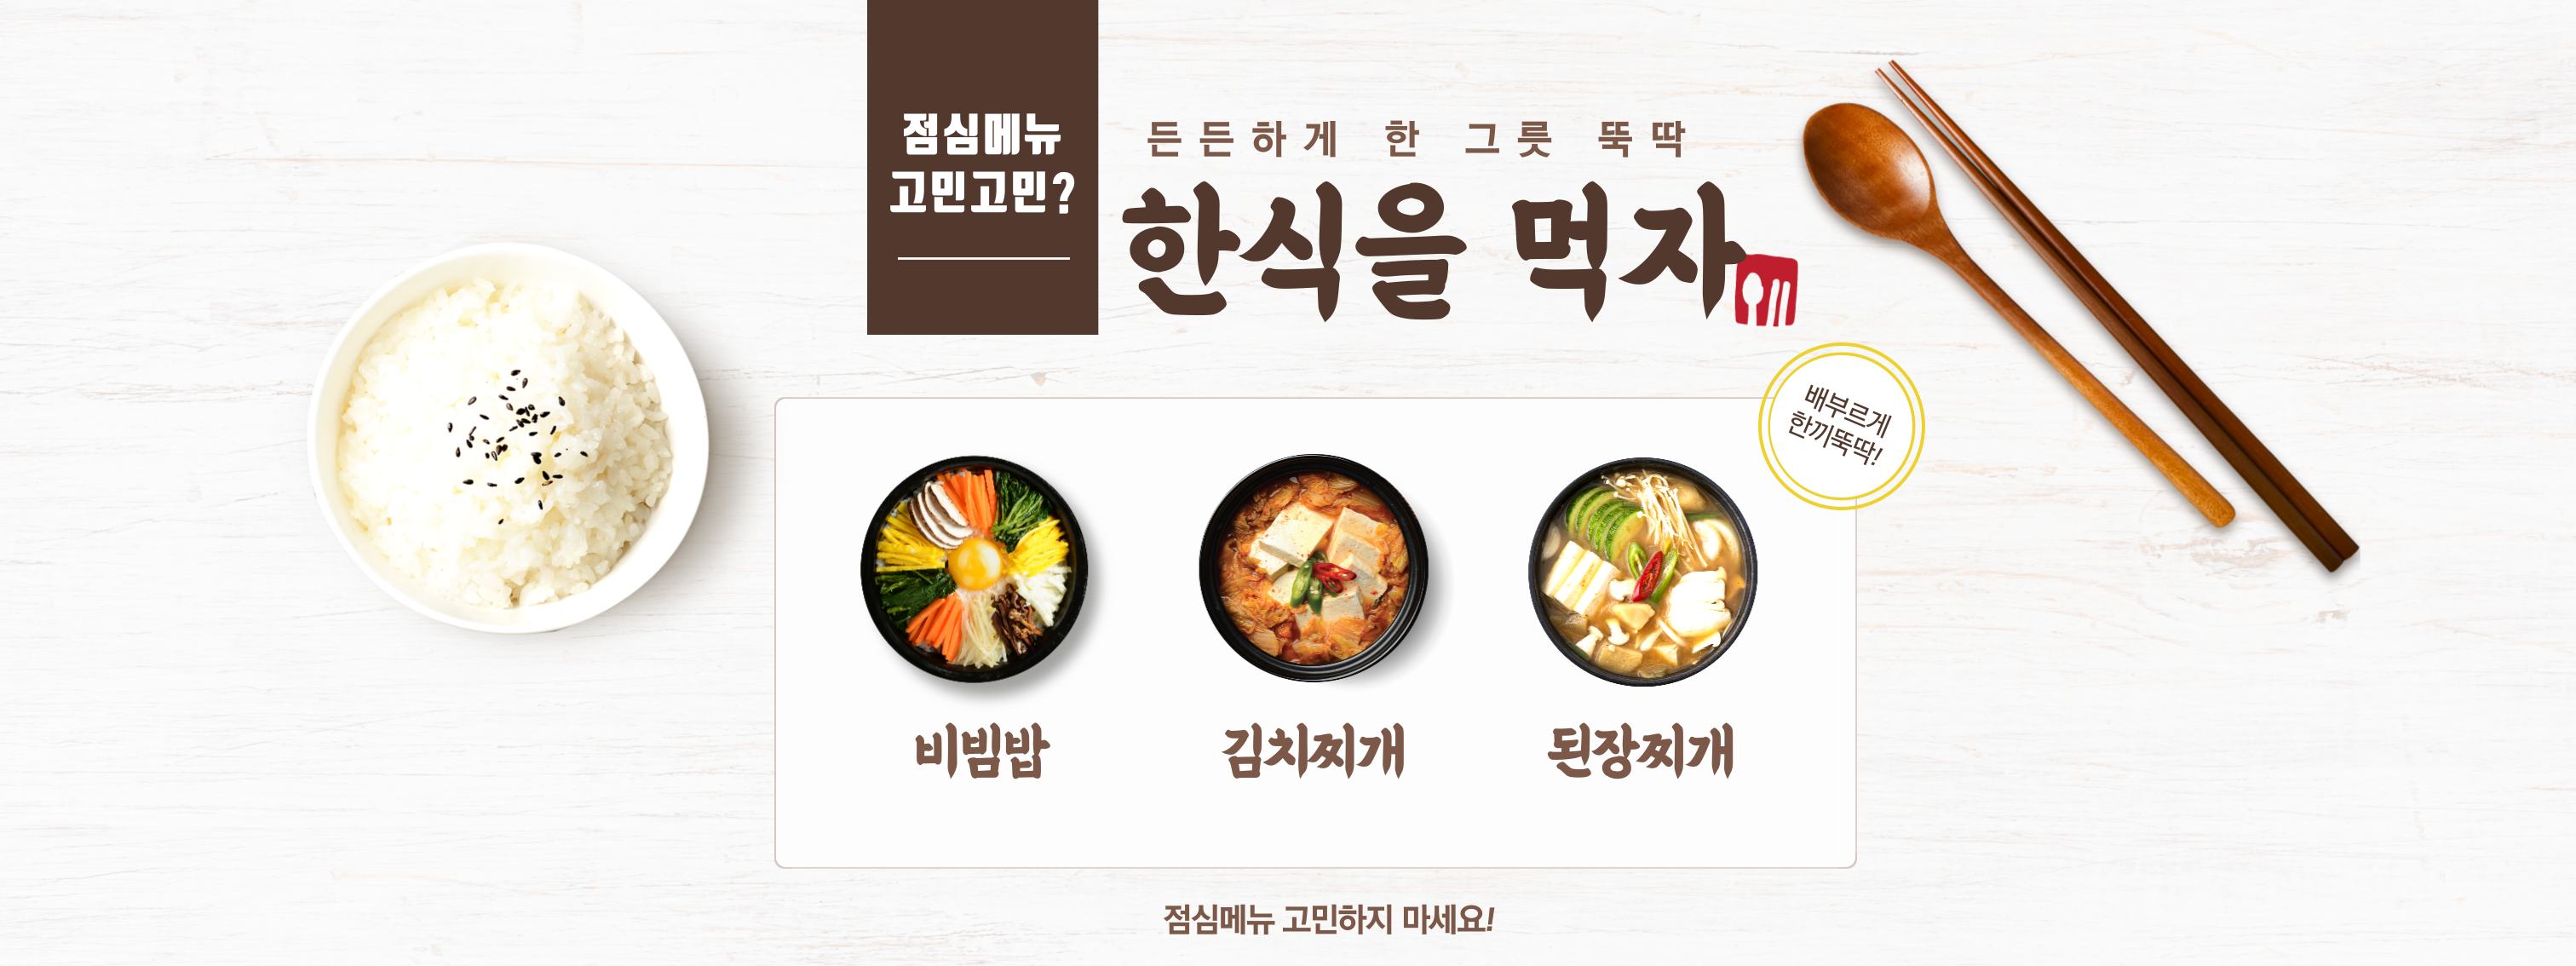 점심메뉴
고민고민?
든든하게 한 그릇 뚝딱
한식을 먹자
배부르게
한끼뚝딱!
비빔밥
김치찌개
된장찌개
점심메뉴 고민하지 마세요!